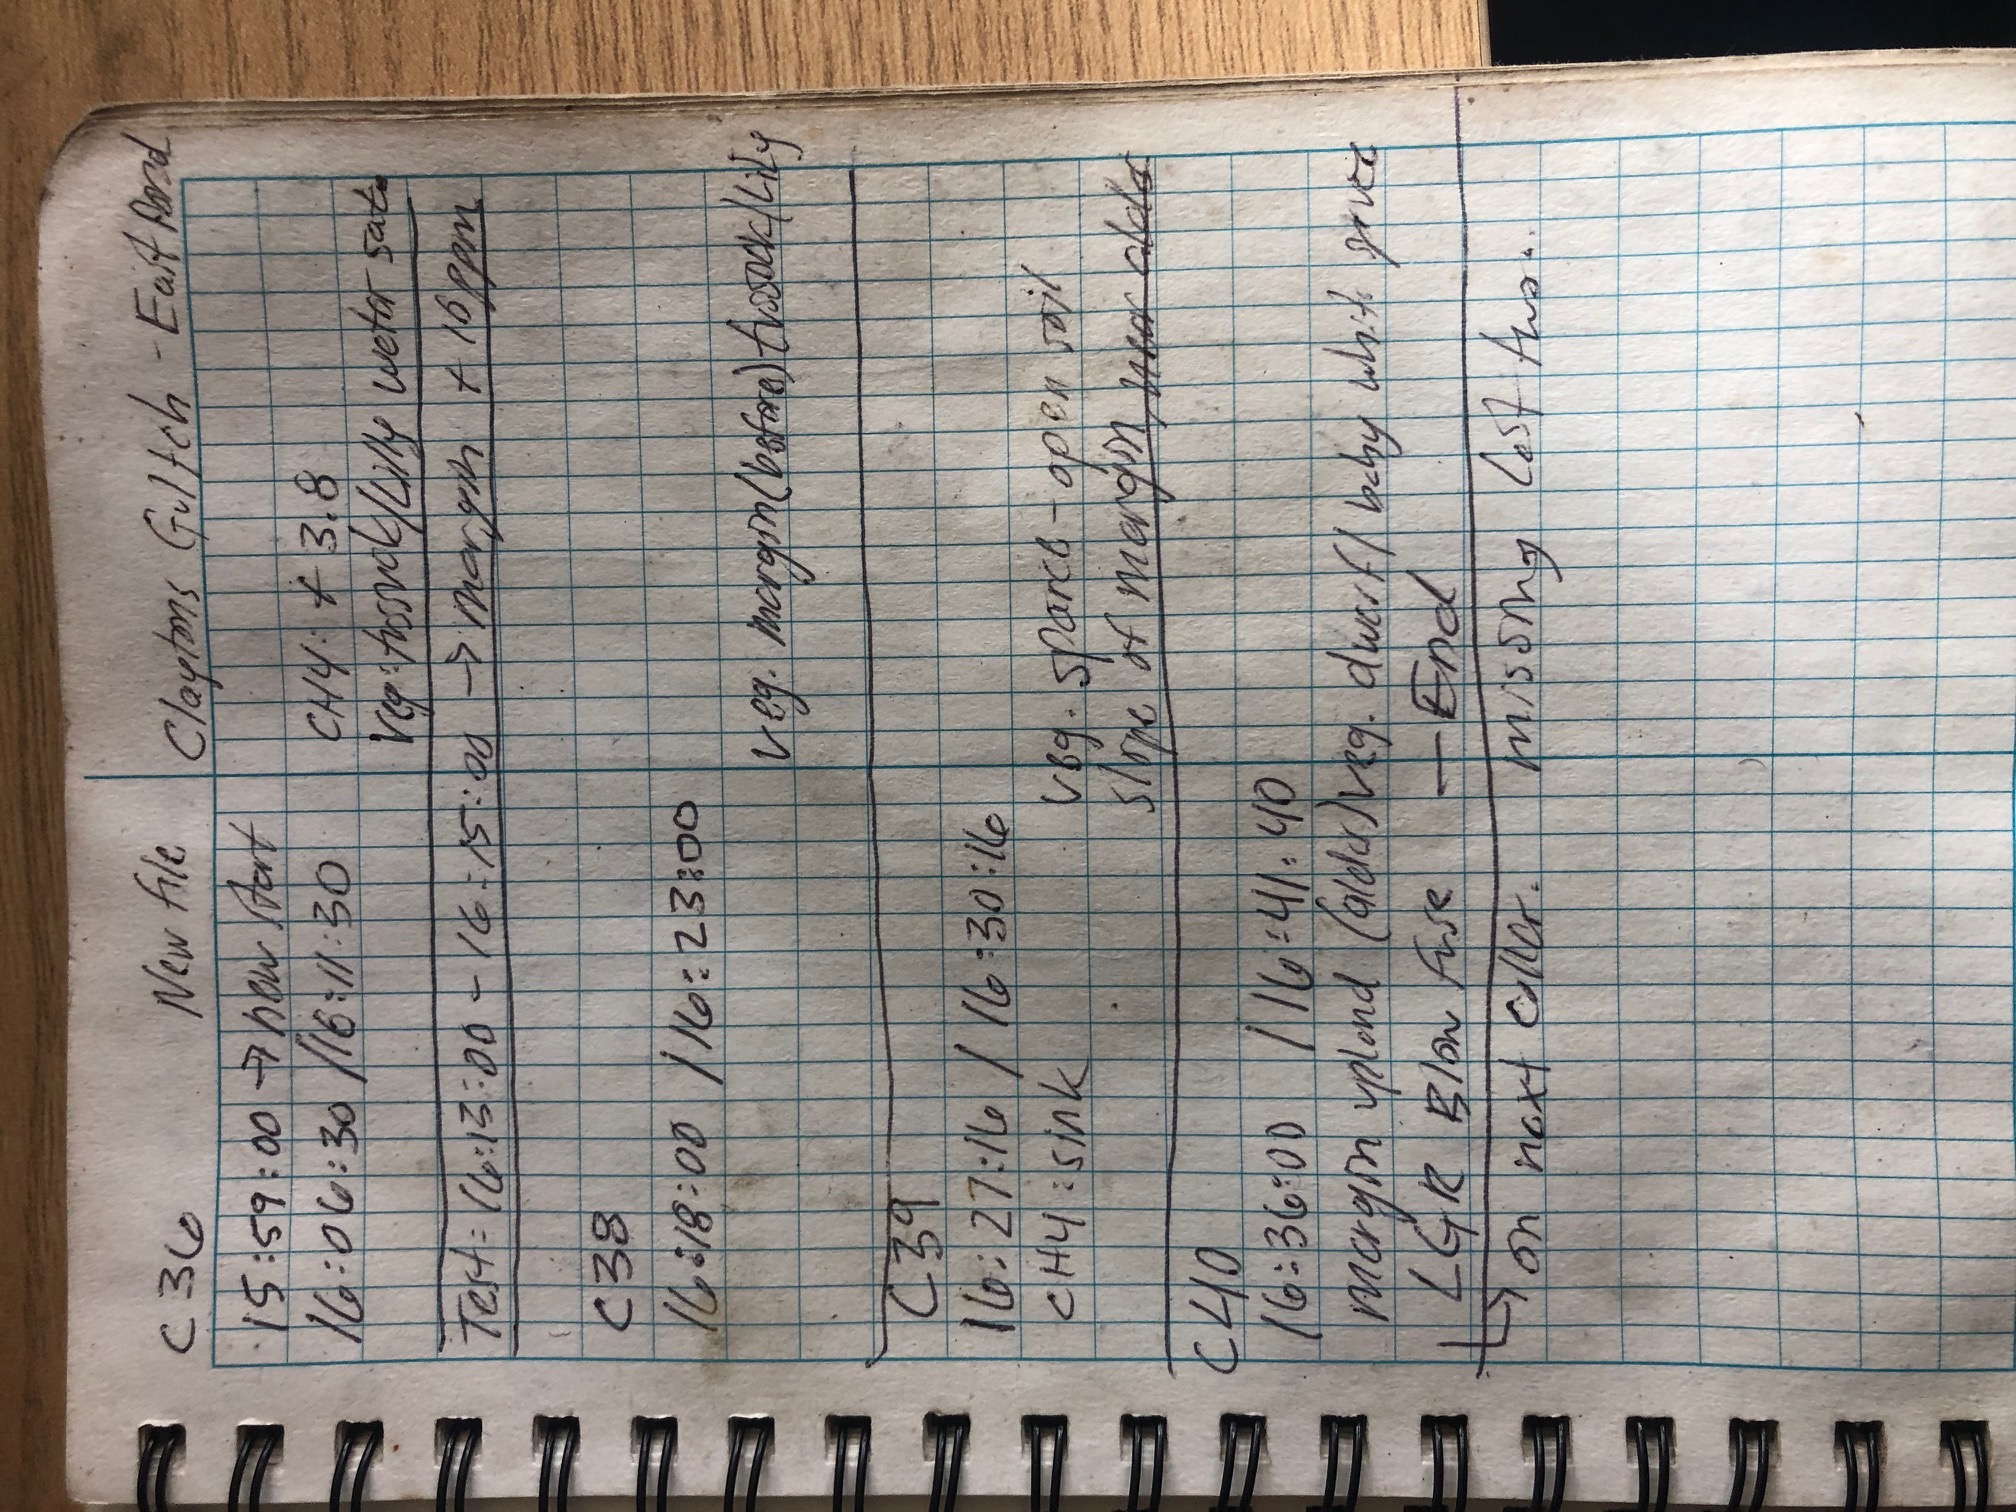 C36 New file Claytons Gultch - East Pond
15:59:00 → new start
16:06:30 / 16:11:30 CH4: + 3.8
Veg: tussock/Lilly water sat.
Test: 16:13:00 - 16:15:00 → margin + 16ppm
C38
16:18:00 / 16:23:00
veg. margin (before) tussock/Lily
C39
16:27:16 / 16:30:16
CH4: sink veg. sparce - open soil
slope of margin, near alder
C40
16:36:00 / 16:41:40
margin upland (alder) veg. dwarf/baby white spruce
LGR Blow fuse - End
↳ on next collar. missing last two..